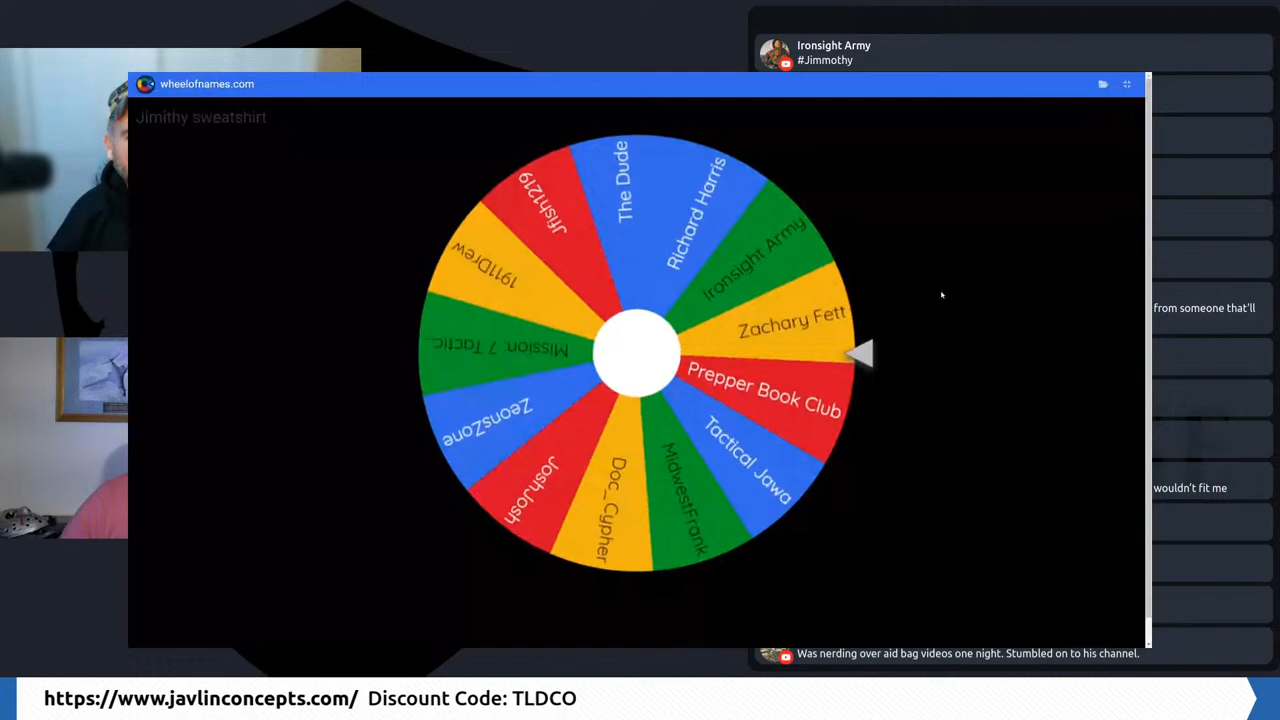 Ironsight Army
#Jimmothy
wheelofnames.com
Jimithy sweatshirt
The Dude
Richard Harris
Ironsight Army
Zachary Fett
Prepper Book Club
Tactical Jawa
MidwestFrank
Doc_Cypher
JoshJosh
ZeonsZone
Mission: 7 Tactic...
1911Drew
Jfish1219
from someone that'll
wouldn't fit me
Was nerding over aid bag videos one night. Stumbled on to his channel.
https://www.javlinconcepts.com/ Discount Code: TLDCO